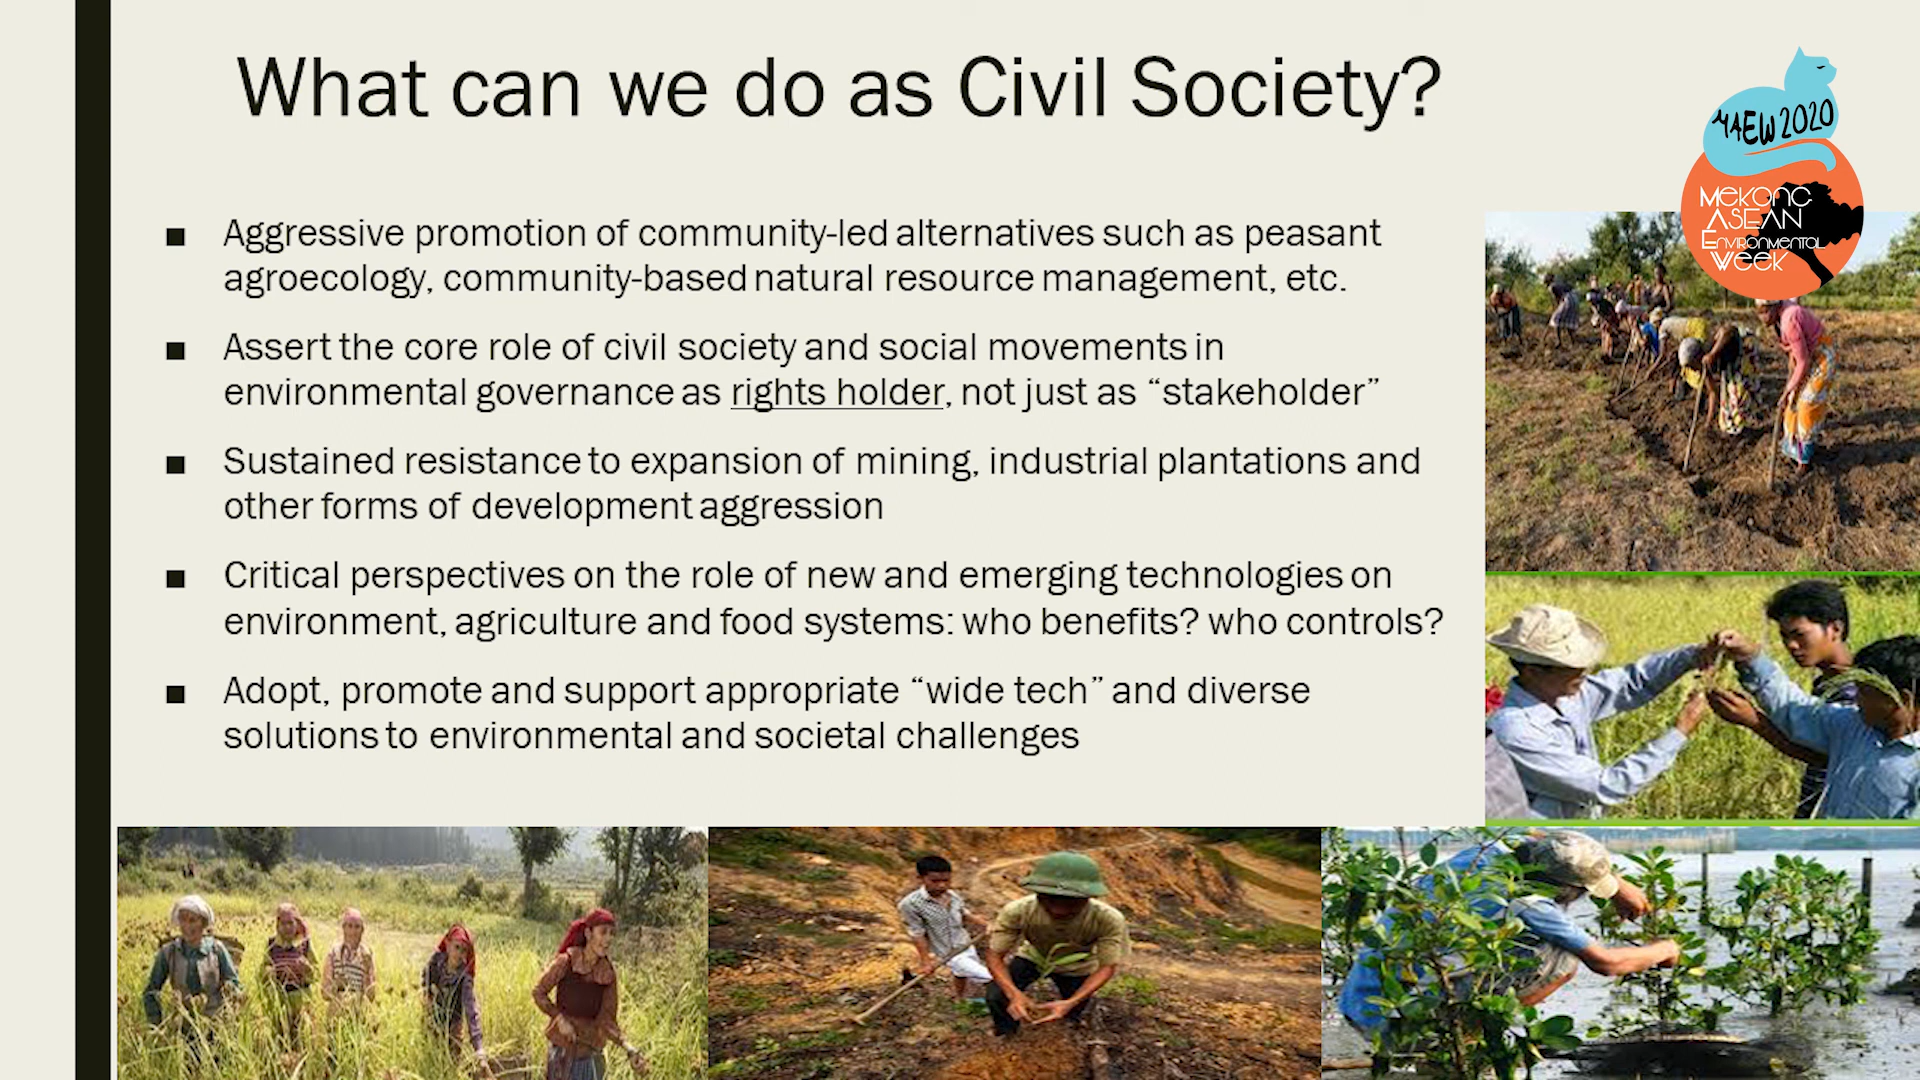 What can we do as Civil Society?
MAEW 2020
MEKONG
ASEAN
ENVIRONMENTAL
WEEK
■ Aggressive promotion of community-led alternatives such as peasant
agroecology, community-based natural resource management, etc.
■ Assert the core role of civil society and social movements in
environmental governance as rights holder, not just as “stakeholder”
■ Sustained resistance to expansion of mining, industrial plantations and
other forms of development aggression
■ Critical perspectives on the role of new and emerging technologies on
environment, agriculture and food systems: who benefits? who controls?
■ Adopt, promote and support appropriate “wide tech” and diverse
solutions to environmental and societal challenges